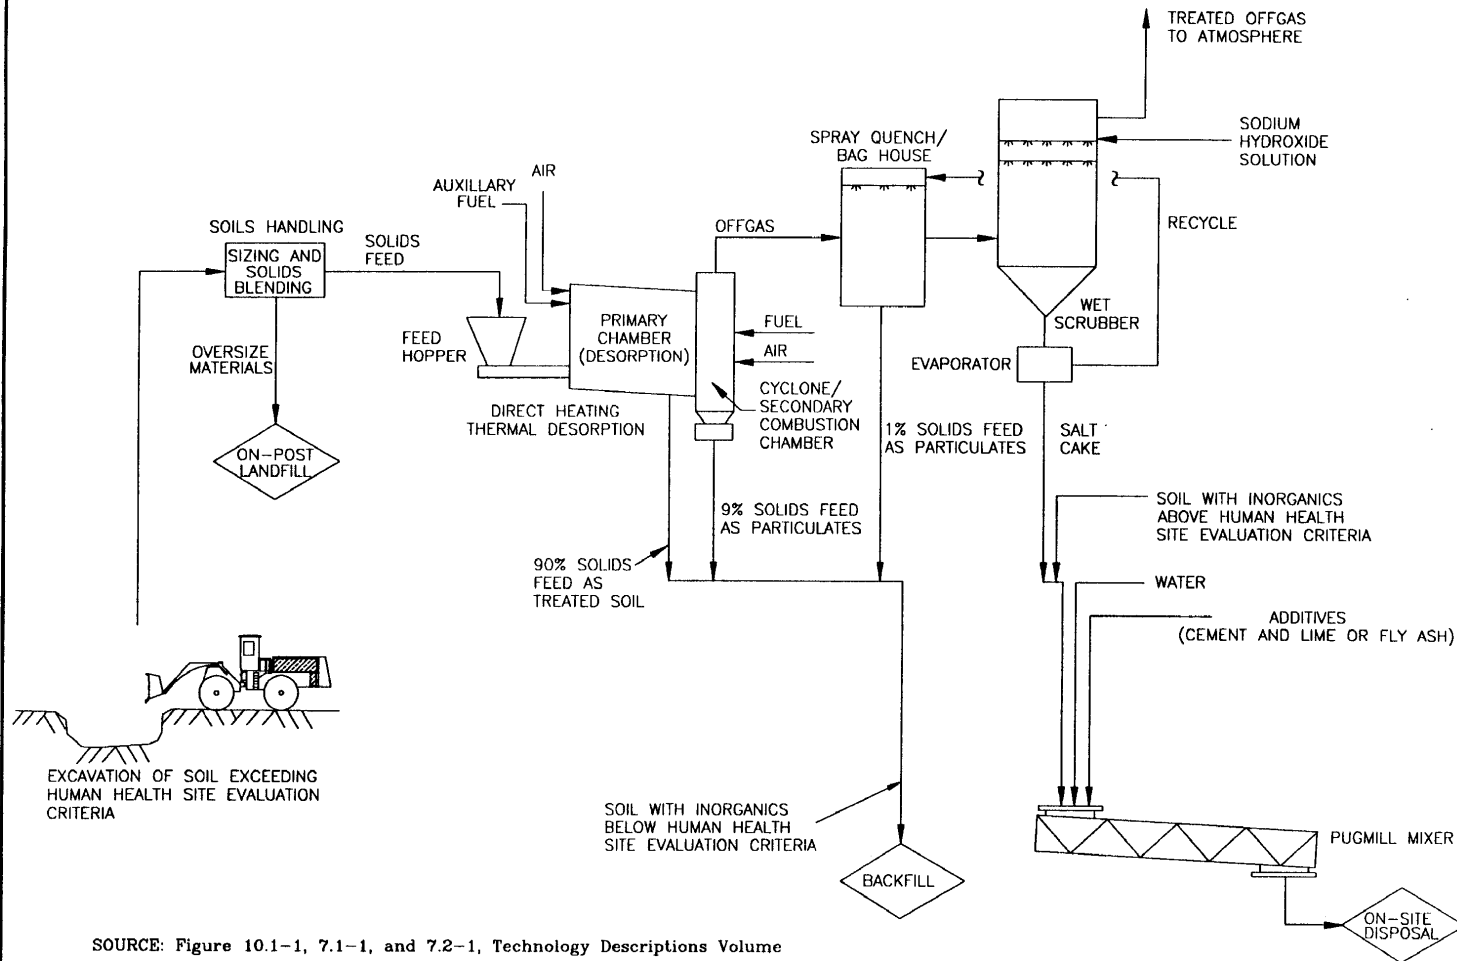 TREATED OFFGAS
TO ATMOSPHERE
SODIUM
HYDROXIDE
SOLUTION
SPRAY QUENCH/
BAG HOUSE
AIR
AUXILLARY
FUEL
RECYCLE
SOILS HANDLING
OFFGAS
SOLIDS
FEED
SIZING AND
SOLIDS
BLENDING
WET
SCRUBBER
PRIMARY
CHAMBER
(DESORPTION)
FUEL
AIR
FEED
HOPPER
OVERSIZE
MATERIALS
EVAPORATOR
CYCLONE/
SECONDARY
COMBUSTION
CHAMBER
DIRECT HEATING
THERMAL DESORPTION
1% SOLIDS FEED
AS PARTICULATES
SALT
CAKE
ON-POST
LANDFILL
9% SOLIDS FEED
AS PARTICULATES
SOIL WITH INORGANICS
ABOVE HUMAN HEALTH
SITE EVALUATION CRITERIA
90% SOLIDS
FEED AS
TREATED SOIL
WATER
ADDITIVES
(CEMENT AND LIME OR FLY ASH)
EXCAVATION OF SOIL EXCEEDING
HUMAN HEALTH SITE EVALUATION
CRITERIA
SOIL WITH INORGANICS
BELOW HUMAN HEALTH
SITE EVALUATION CRITERIA
PUGMILL MIXER
BACKFILL
ON-SITE
DISPOSAL
SOURCE: Figure 10.1-1, 7.1-1, and 7.2-1, Technology Descriptions Volume